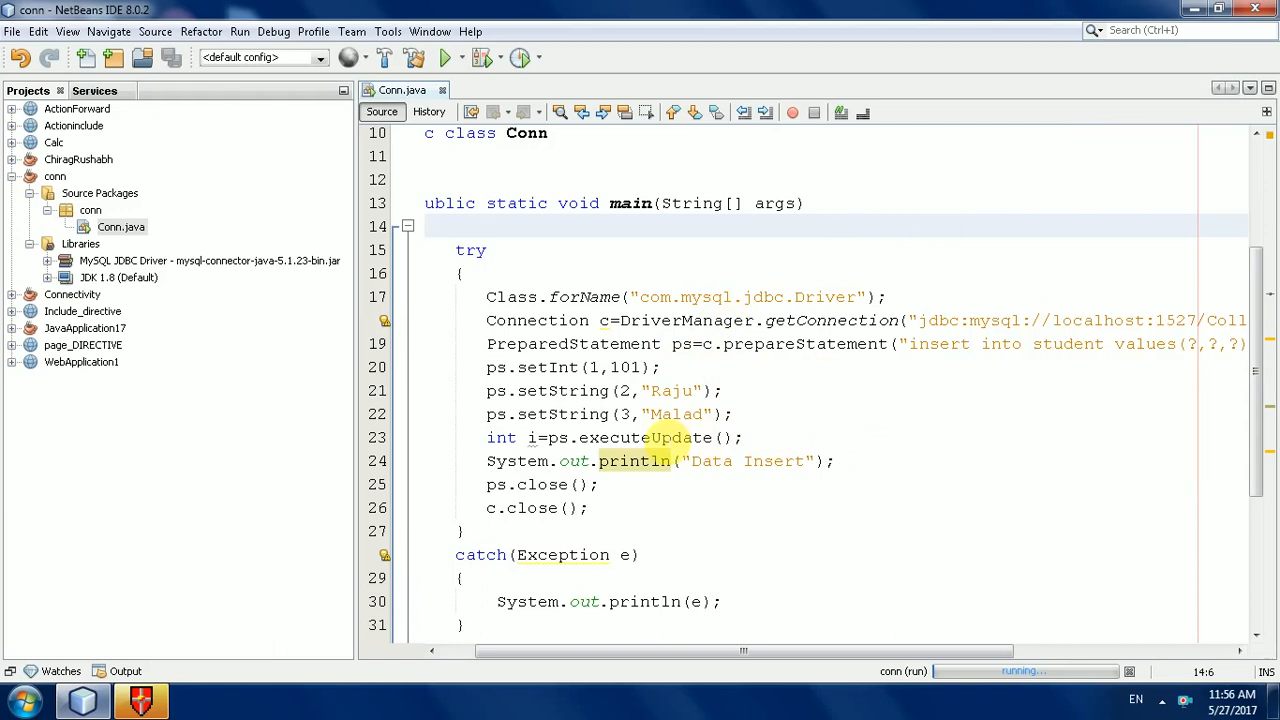 conn - NetBeans IDE 8.0.2
File Edit View Navigate Source Refactor Run Debug Profile Team Tools Window Help
Search (Ctrl+I)
<default config>
Projects Services
Conn.java
Source History
ActionForward
Actioninclude
Calc
ChiragRushabh
conn
Source Packages
conn
Conn.java
Libraries
MySQL JDBC Driver - mysql-connector-java-5.1.23-bin.jar
JDK 1.8 (Default)
Connectivity
Include_directive
JavaApplication17
page_DIRECTIVE
WebApplication1
10 c class Conn
11
12
13 ublic static void main(String[] args)
14
15 try
16 {
17 Class.forName("com.mysql.jdbc.Driver");
Connection c=DriverManager.getConnection("jdbc:mysql://localhost:1527/Coll
19 PreparedStatement ps=c.prepareStatement("insert into student values(?,?,?)
20 ps.setInt(1,101);
21 ps.setString(2,"Raju");
22 ps.setString(3,"Malad");
23 int i=ps.executeUpdate();
24 System.out.println("Data Insert");
25 ps.close();
26 c.close();
27 }
catch(Exception e)
29 {
30 System.out.println(e);
31 }
Watches Output
conn (run) running... 14:6 INS
EN 11:56 AM
5/27/2017